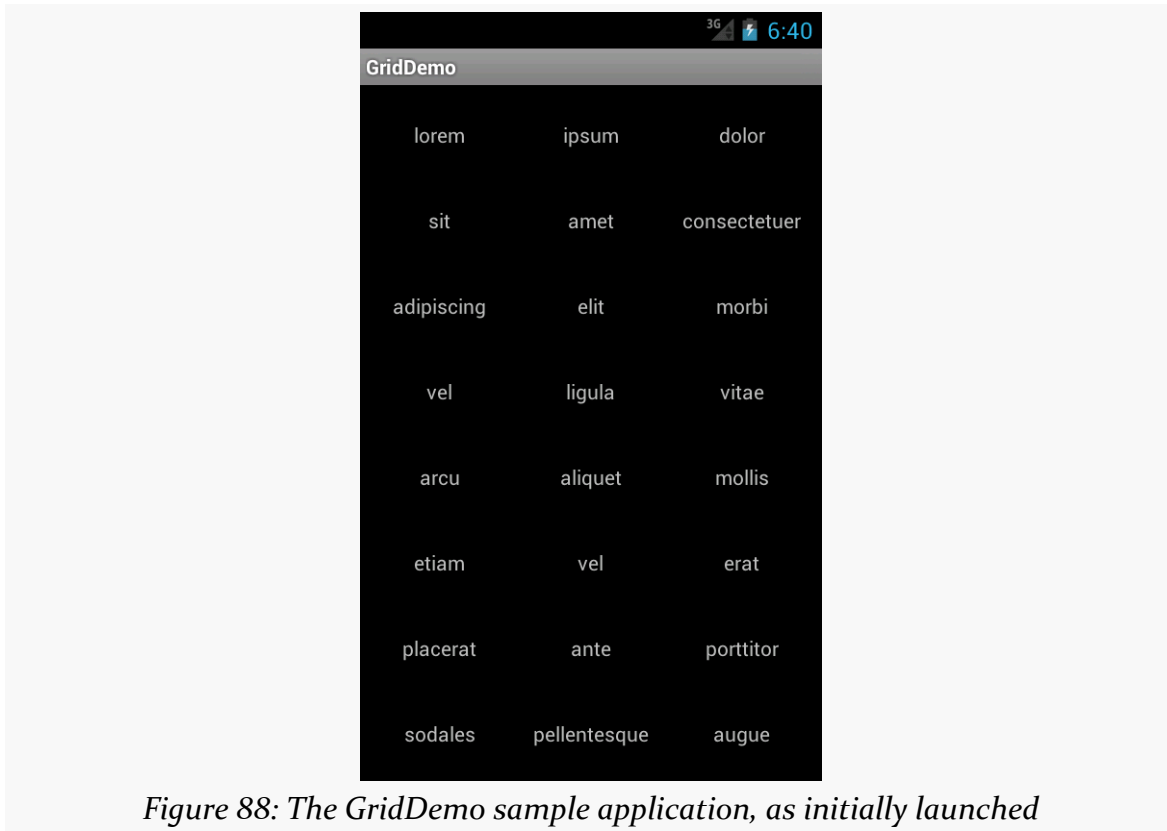 3G 6:40
GridDemo
lorem ipsum dolor
sit amet consectetuer
adipiscing elit morbi
vel ligula vitae
arcu aliquet mollis
etiam vel erat
placerat ante porttitor
sodales pellentesque augue
Figure 88: The GridDemo sample application, as initially launched